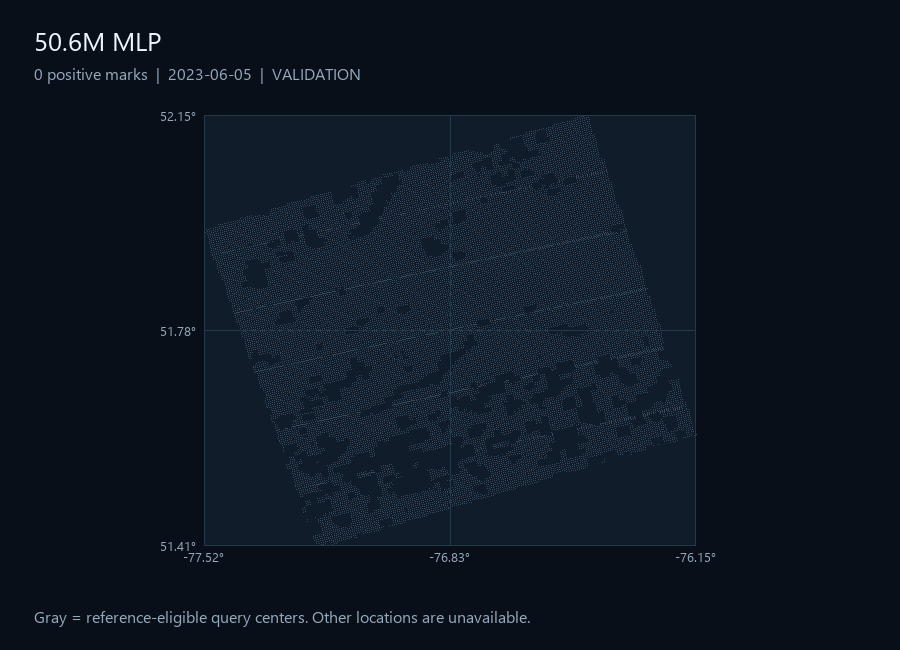 50.6M MLP
0 positive marks | 2023-06-05 | VALIDATION
52.15°
51.78°
51.41°
-77.52°
-76.83°
-76.15°
Gray = reference-eligible query centers. Other locations are unavailable.